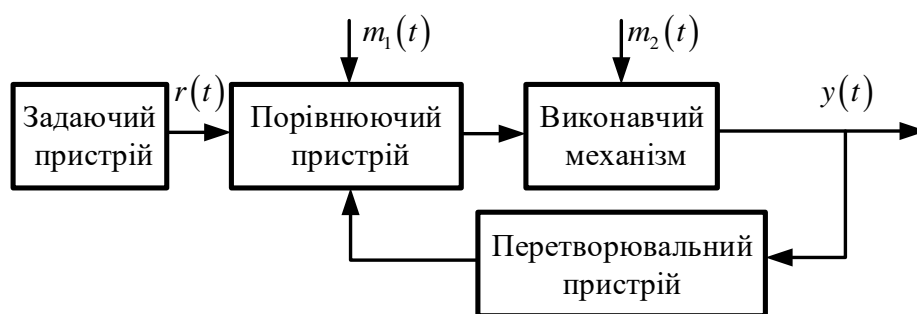 m₁(t)
m₂(t)
Задаючий
пристрій
r(t)
Порівнюючий
пристрій
Виконавчий
механізм
y(t)
Перетворювальний
пристрій